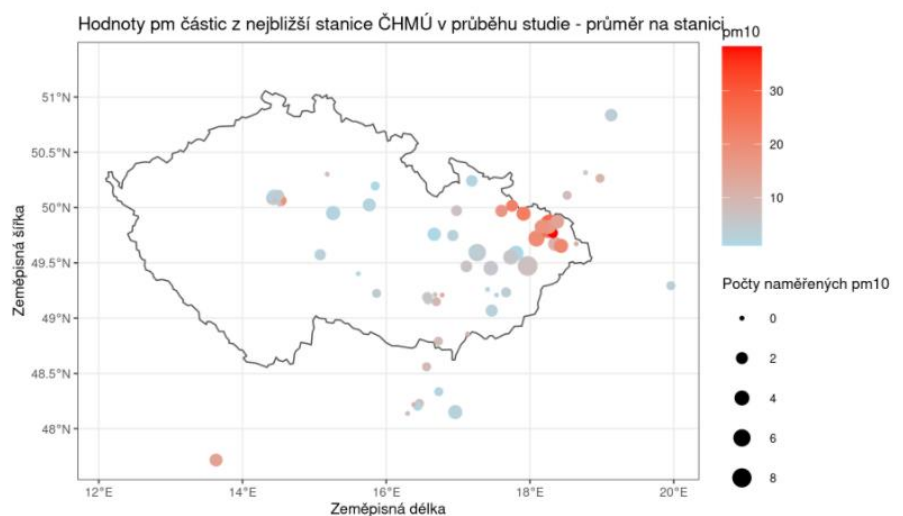 Hodnoty pm částic z nejbližší stanice ČHMÚ v průběhu studie - průměr na stanici
pm10
30
20
10
51°N
50.5°N
50°N
49.5°N
49°N
48.5°N
48°N
Zeměpisná šířka
12°E 14°E 16°E 18°E 20°E
Zeměpisná délka
Počty naměřených pm10
0
2
4
6
8